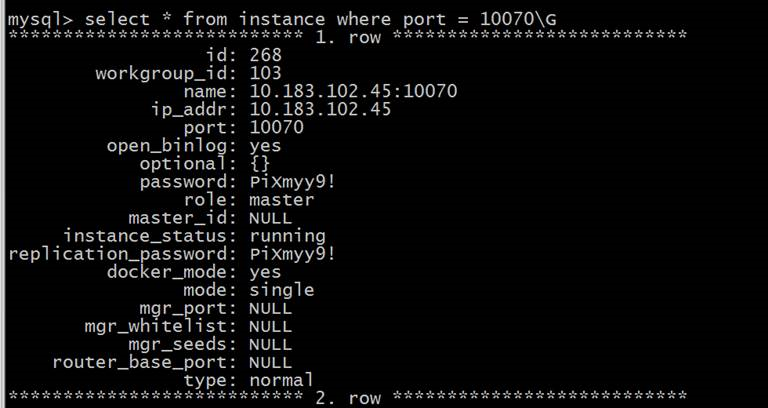 mysql> select * from instance where port = 10070\G
*************************** 1. row ***************************
id: 268
workgroup_id: 103
name: 10.183.102.45:10070
ip_addr: 10.183.102.45
port: 10070
open_binlog: yes
optional: {}
password: PiXmyy9!
role: master
master_id: NULL
instance_status: running
replication_password: PiXmyy9!
docker_mode: yes
mode: single
mgr_port: NULL
mgr_whitelist: NULL
mgr_seeds: NULL
router_base_port: NULL
type: normal
*************************** 2. row ***************************